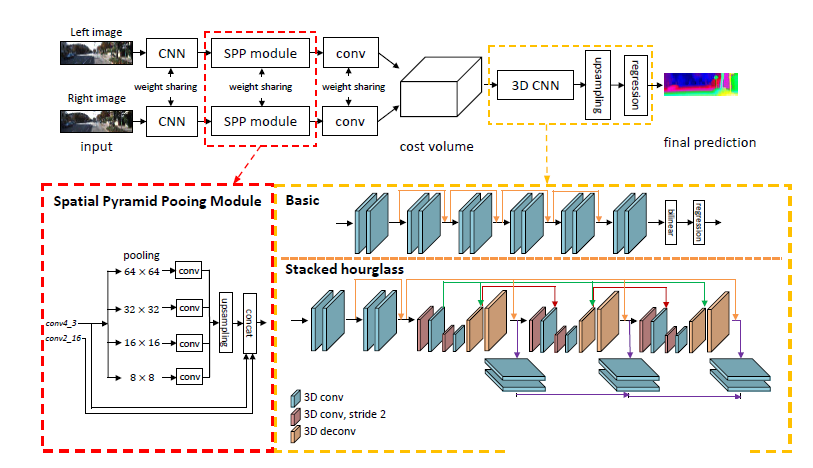 Left image
CNN
SPP module
conv
weight sharing
weight sharing
weight sharing
Right image
CNN
SPP module
conv
input
cost volume
3D CNN
upsampling
regression
final prediction
Spatial Pyramid Pooing Module
pooling
64 × 64
conv
32 × 32
conv
16 × 16
conv
8 × 8
conv
conv4_3
conv2_16
upsampling
concat
Basic
bilinear
regression
Stacked hourglass
3D conv
3D conv, stride 2
3D deconv